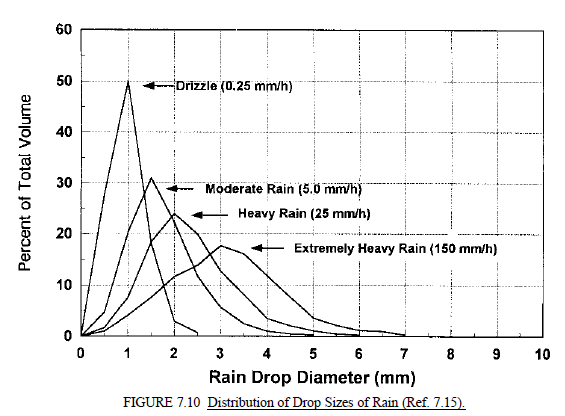 60
50
40
30
20
10
0
Percent of Total Volume
Drizzle (0.25 mm/h)
Moderate Rain (5.0 mm/h)
Heavy Rain (25 mm/h)
Extremely Heavy Rain (150 mm/h)
0 1 2 3 4 5 6 7 8 9 10
Rain Drop Diameter (mm)
FIGURE 7.10 Distribution of Drop Sizes of Rain (Ref. 7.15).